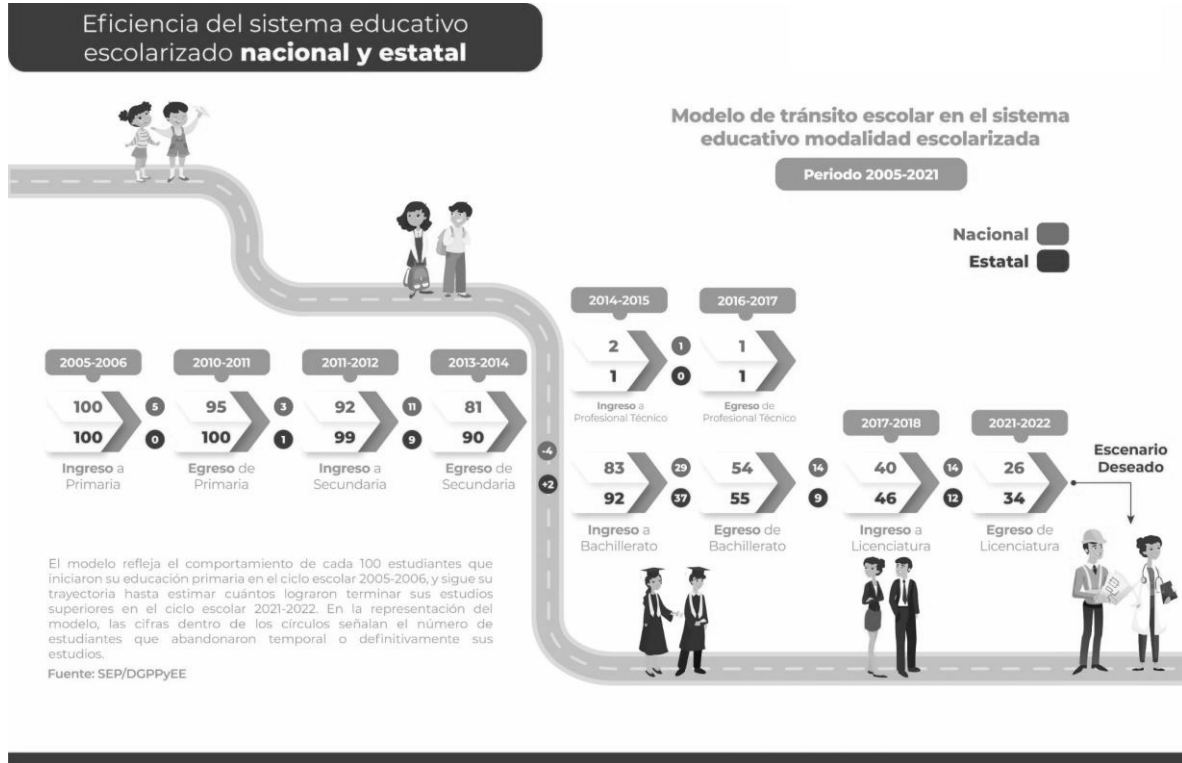 Eficiencia del sistema educativo
escolarizado nacional y estatal
Modelo de tránsito escolar en el sistema
educativo modalidad escolarizada
Periodo 2005-2021
Nacional
Estatal
2014-2015
2016-2017
2 1 1
1 0 1
Ingreso a
Profesional Técnico
Egreso de
Profesional Técnico
2005-2006
2010-2011
2011-2012
2013-2014
100 5 95 3 92 11 81
100 0 100 1 99 9 90
Ingreso a
Primaria
Egreso de
Primaria
Ingreso a
Secundaria
Egreso de
Secundaria
-4
+2
2017-2018
2021-2022
83 29 54 14 40 14 26
92 37 55 9 46 12 34
Ingreso a
Bachillerato
Egreso de
Bachillerato
Ingreso a
Licenciatura
Egreso de
Licenciatura
Escenario
Deseado
El modelo refleja el comportamiento de cada 100 estudiantes que
iniciaron su educación primaria en el ciclo escolar 2005-2006, y sigue su
trayectoria hasta estimar cuántos lograron terminar sus estudios
superiores en el ciclo escolar 2021-2022. En la representación del
modelo, las cifras dentro de los círculos señalan el número de
estudiantes que abandonaron temporal o definitivamente sus
estudios.
Fuente: SEP/DGPPyEE